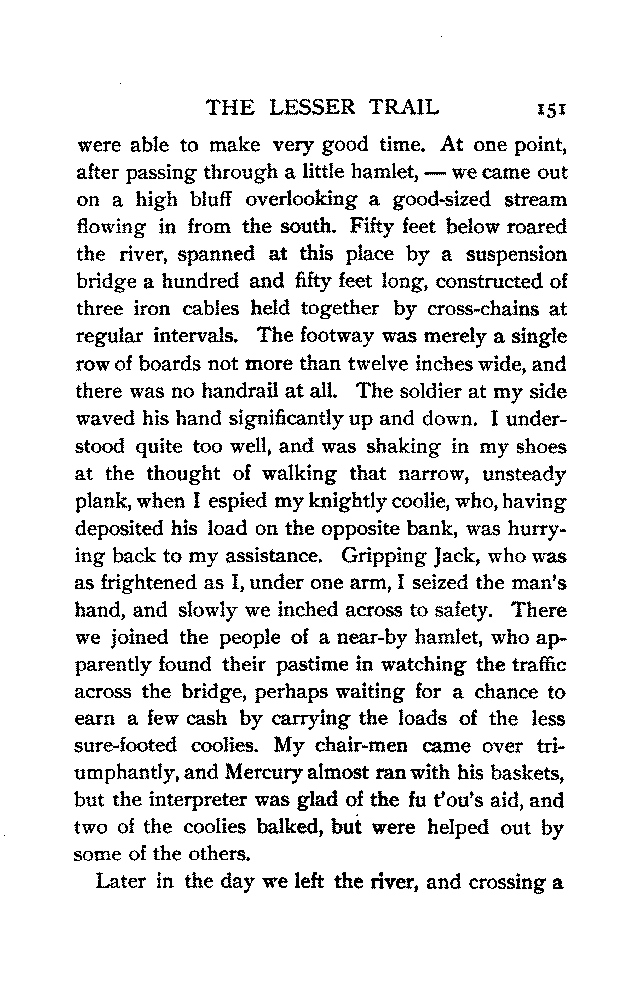 THE LESSER TRAIL 151
were able to make very good time. At one point,
after passing through a little hamlet, — we came out
on a high bluff overlooking a good-sized stream
flowing in from the south. Fifty feet below roared
the river, spanned at this place by a suspension
bridge a hundred and fifty feet long, constructed of
three iron cables held together by cross-chains at
regular intervals. The footway was merely a single
row of boards not more than twelve inches wide, and
there was no handrail at all. The soldier at my side
waved his hand significantly up and down. I under-
stood quite too well, and was shaking in my shoes
at the thought of walking that narrow, unsteady
plank, when I espied my knightly coolie, who, having
deposited his load on the opposite bank, was hurry-
ing back to my assistance. Gripping Jack, who was
as frightened as I, under one arm, I seized the man's
hand, and slowly we inched across to safety. There
we joined the people of a near-by hamlet, who ap-
parently found their pastime in watching the traffic
across the bridge, perhaps waiting for a chance to
earn a few cash by carrying the loads of the less
sure-footed coolies. My chair-men came over tri-
umphantly, and Mercury almost ran with his baskets,
but the interpreter was glad of the fu t'ou's aid, and
two of the coolies balked, but were helped out by
some of the others.
Later in the day we left the river, and crossing a